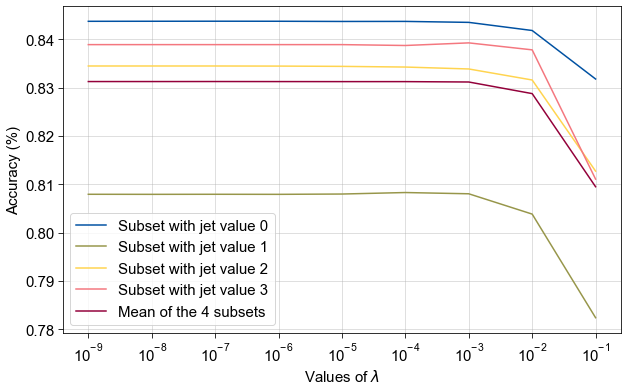 Accuracy (%)
0.84
0.83
0.82
0.81
0.80
0.79
0.78
Subset with jet value 0
Subset with jet value 1
Subset with jet value 2
Subset with jet value 3
Mean of the 4 subsets
10⁻⁹ 10⁻⁸ 10⁻⁷ 10⁻⁶ 10⁻⁵ 10⁻⁴ 10⁻³ 10⁻² 10⁻¹
Values of λ